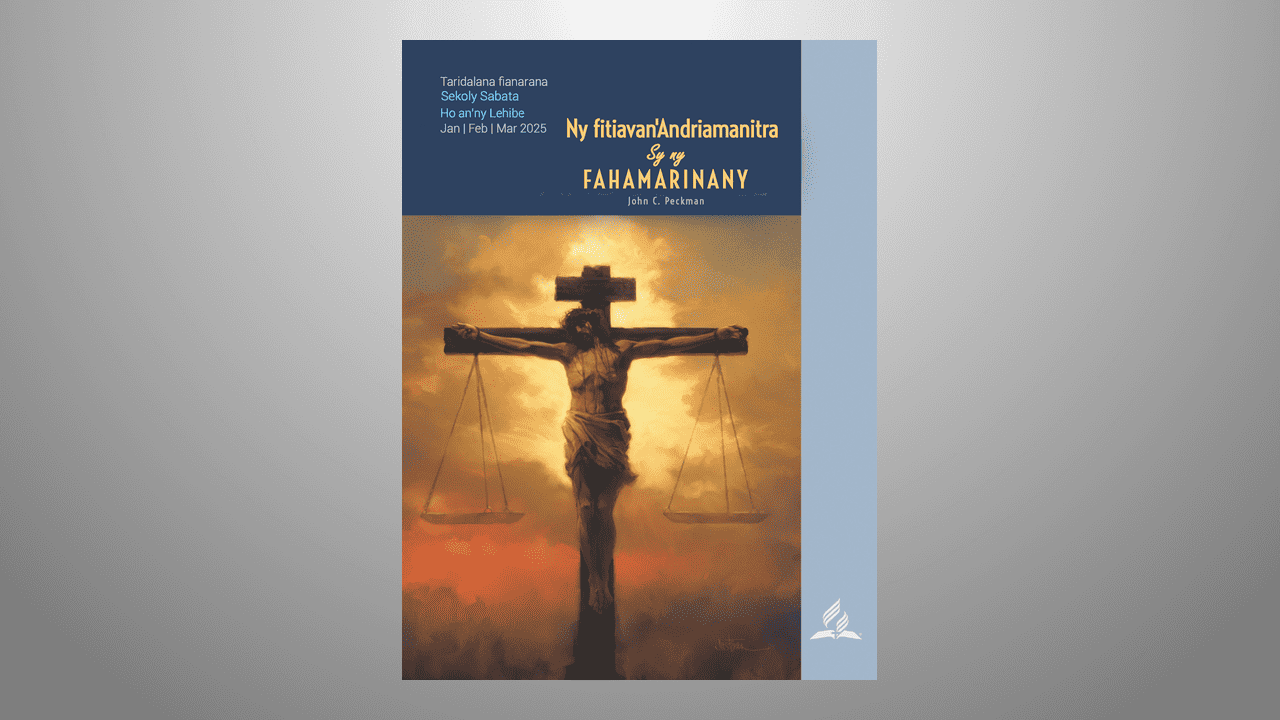 Taridalana fianarana
Sekoly Sabata
Ho an'ny Lehibe
Jan | Feb | Mar 2025
Ny fitiavan'Andriamanitra
Sy ny
FAHAMARINANY
John C. Peckman